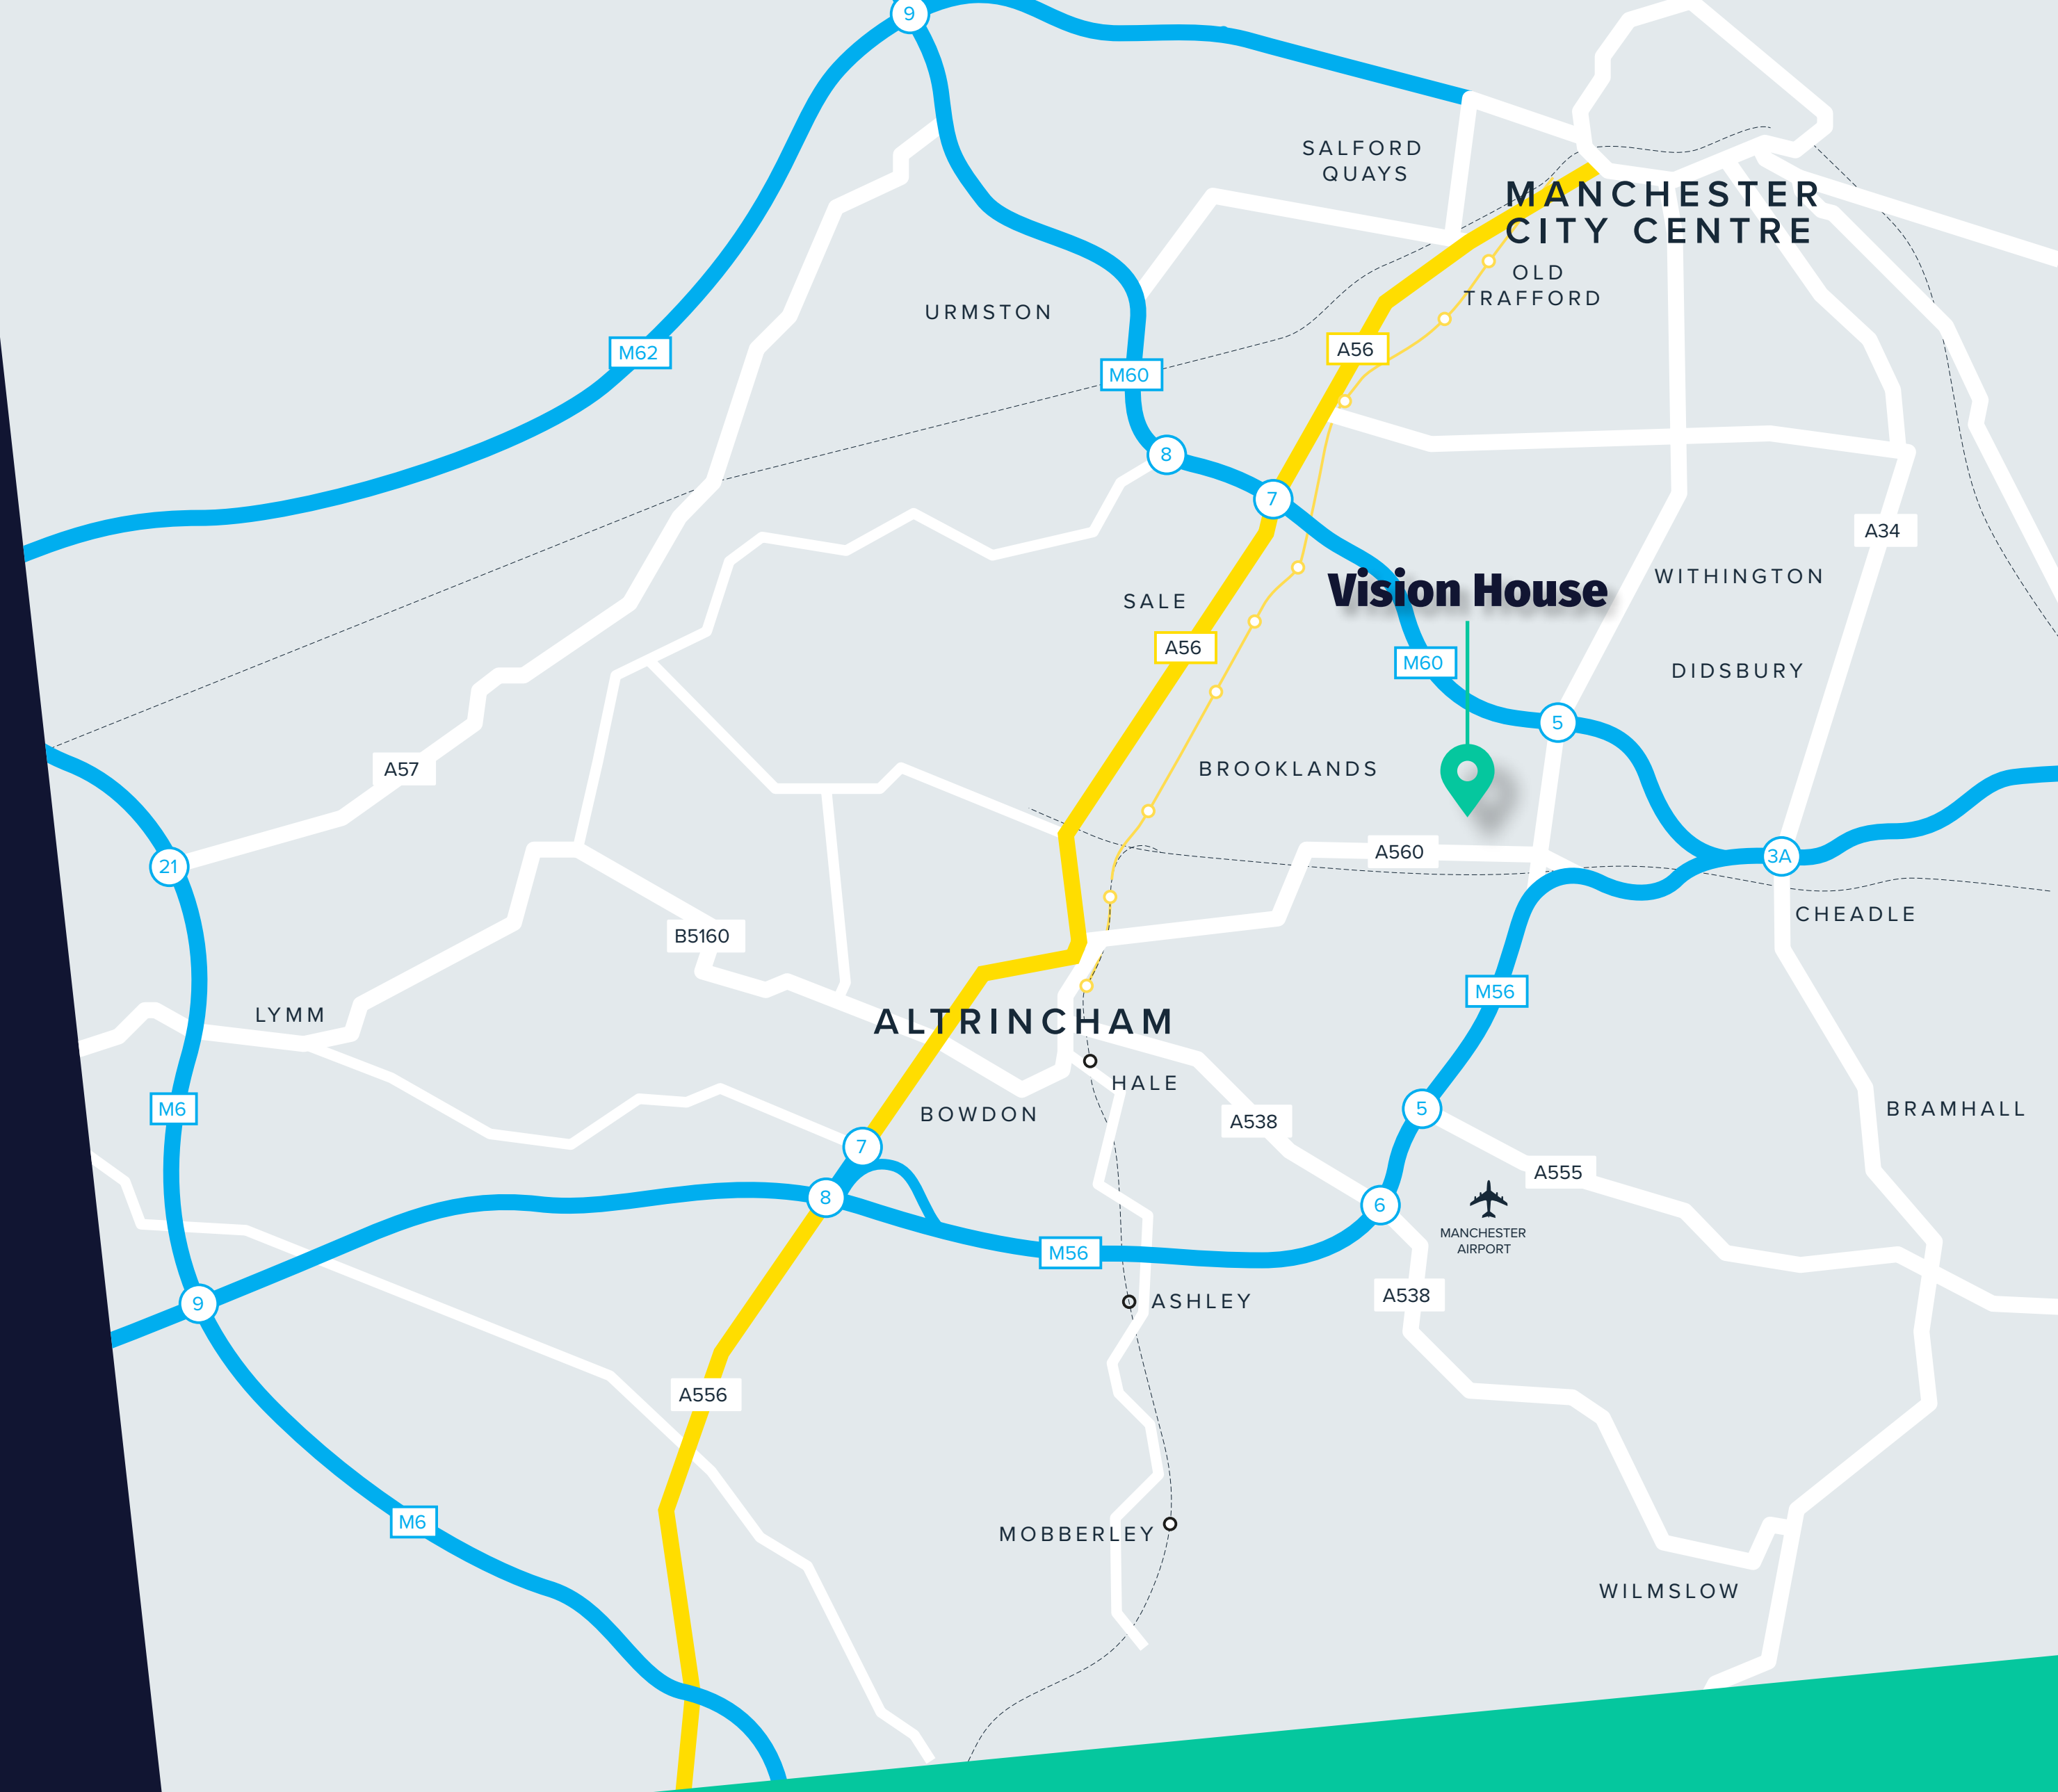 9
SALFORD
QUAYS
MANCHESTER
CITY CENTRE
OLD
TRAFFORD
URMSTON
A56
M62
M60
8
7
A34
WITHINGTON
Vision House
SALE
A56
M60
DIDSBURY
5
A57
BROOKLANDS
A560
3A
21
CHEADLE
B5160
M56
LYMM
ALTRINCHAM
HALE
M6
BOWDON
A538
5
BRAMHALL
7
A555
8
6
MANCHESTER
AIRPORT
M56
9
ASHLEY
A538
A556
M6
MOBBERLEY
WILMSLOW